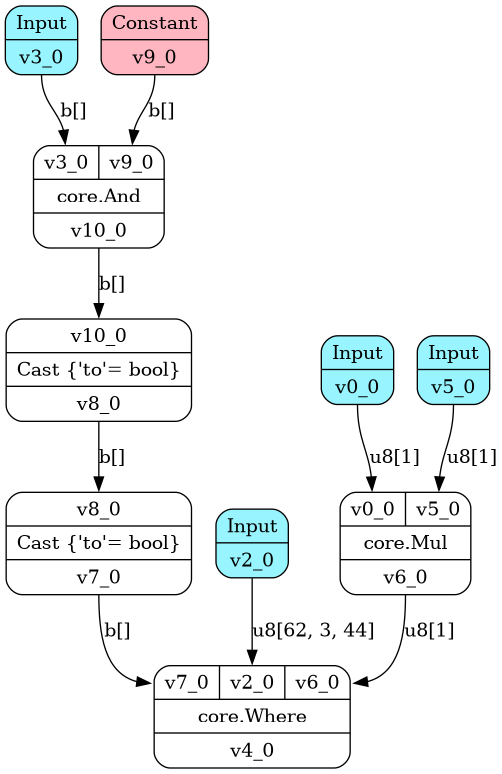 Input
v3_0
Constant
v9_0
b[]
b[]
v3_0 v9_0
core.And
v10_0
b[]
v10_0
Cast {'to'= bool}
v8_0
Input
v0_0
Input
v5_0
b[]
u8[1]
u8[1]
v8_0
Cast {'to'= bool}
v7_0
Input
v2_0
v0_0 v5_0
core.Mul
v6_0
b[]
u8[62, 3, 44]
u8[1]
v7_0 v2_0 v6_0
core.Where
v4_0